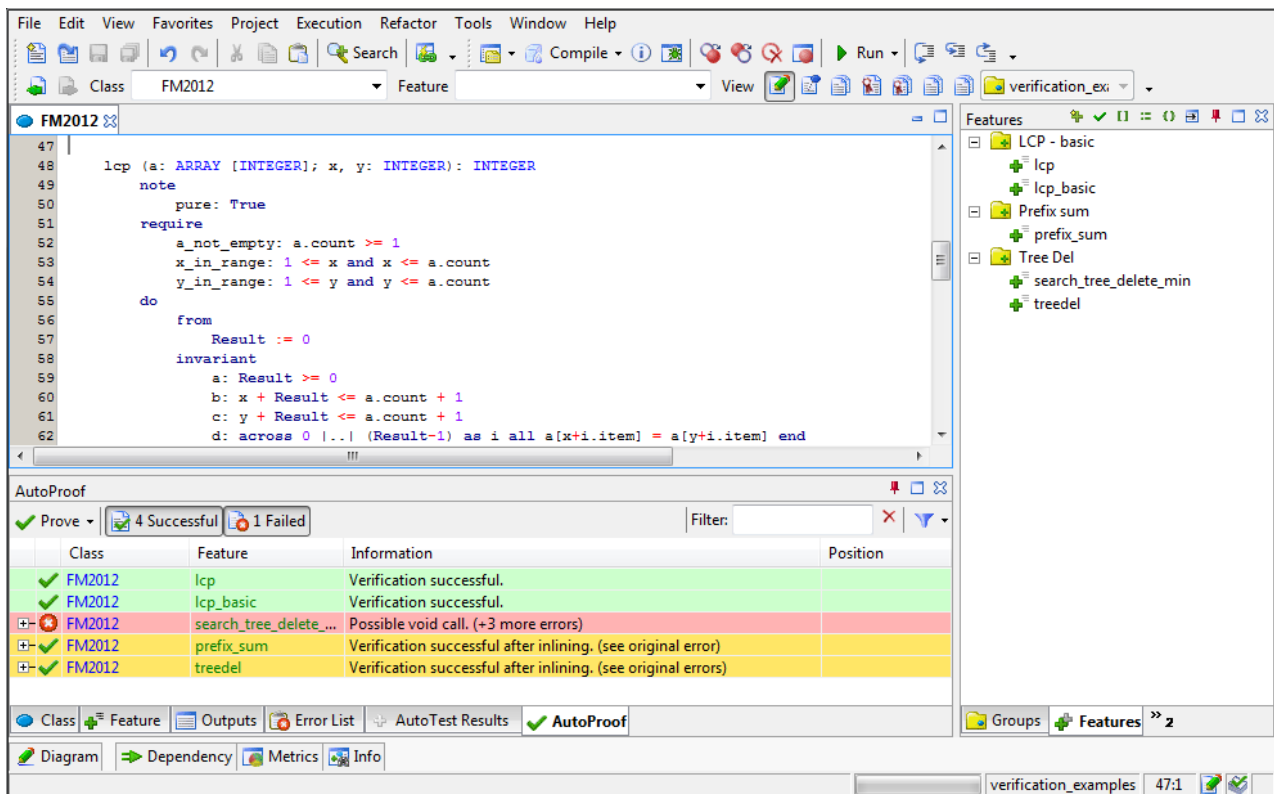 File Edit View Favorites Project Execution Refactor Tools Window Help
Search Compile Run
Class FM2012 Feature View verification_exa
FM2012
47
48 lcp (a: ARRAY [INTEGER]; x, y: INTEGER): INTEGER
49 note
50 pure: True
51 require
52 a_not_empty: a.count >= 1
53 x_in_range: 1 <= x and x <= a.count
54 y_in_range: 1 <= y and y <= a.count
55 do
56 from
57 Result := 0
58 invariant
59 a: Result >= 0
60 b: x + Result <= a.count + 1
61 c: y + Result <= a.count + 1
62 d: across 0 |..| (Result-1) as i all a[x+i.item] = a[y+i.item] end
Features
LCP - basic
lcp
lcp_basic
Prefix sum
prefix_sum
Tree Del
search_tree_delete_min
treedel
AutoProof
Prove 4 Successful 1 Failed Filter:
Class Feature Information Position
FM2012 lcp Verification successful.
FM2012 lcp_basic Verification successful.
FM2012 search_tree_delete_... Possible void call. (+3 more errors)
FM2012 prefix_sum Verification successful after inlining. (see original error)
FM2012 treedel Verification successful after inlining. (see original errors)
Class Feature Outputs Error List AutoTest Results AutoProof
Groups Features »2
Diagram Dependency Metrics Info
verification_examples 47:1